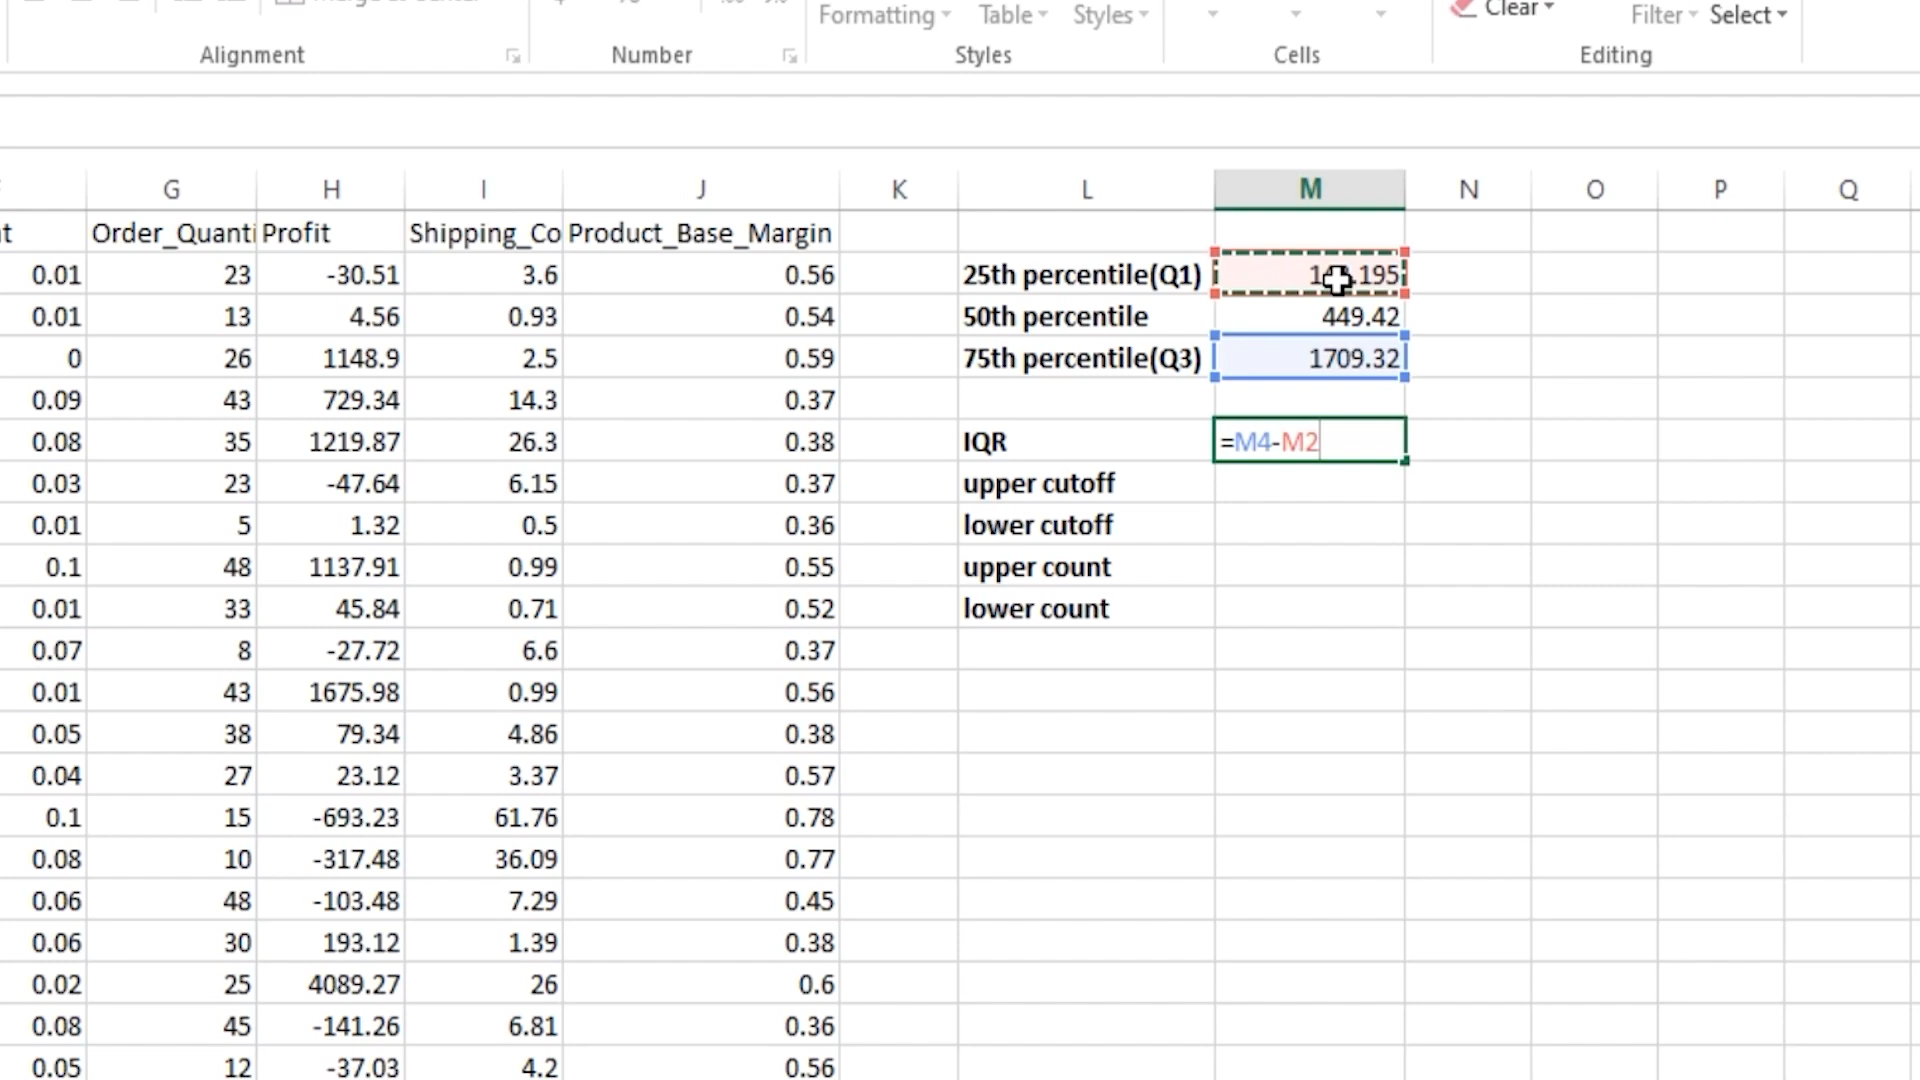 Formatting Table Styles Clear Filter Select
Alignment Number Styles Cells Editing
G H I J K L M N O P Q
Order_Quanti Profit Shipping_Co Product_Base_Margin
0.01 23 -30.51 3.6 0.56 25th percentile(Q1)
0.01 13 4.56 0.93 0.54 50th percentile 449.42
0 26 1148.9 2.5 0.59 75th percentile(Q3) 1709.32
0.09 43 729.34 14.3 0.37
0.08 35 1219.87 26.3 0.38 IQR =M4-M2
0.03 23 -47.64 6.15 0.37 upper cutoff
0.01 5 1.32 0.5 0.36 lower cutoff
0.1 48 1137.91 0.99 0.55 upper count
0.01 33 45.84 0.71 0.52 lower count
0.07 8 -27.72 6.6 0.37
0.01 43 1675.98 0.99 0.56
0.05 38 79.34 4.86 0.38
0.04 27 23.12 3.37 0.57
0.1 15 -693.23 61.76 0.78
0.08 10 -317.48 36.09 0.77
0.06 48 -103.48 7.29 0.45
0.06 30 193.12 1.39 0.38
0.02 25 4089.27 26 0.6
0.08 45 -141.26 6.81 0.36
0.05 12 -37.03 4.2 0.56